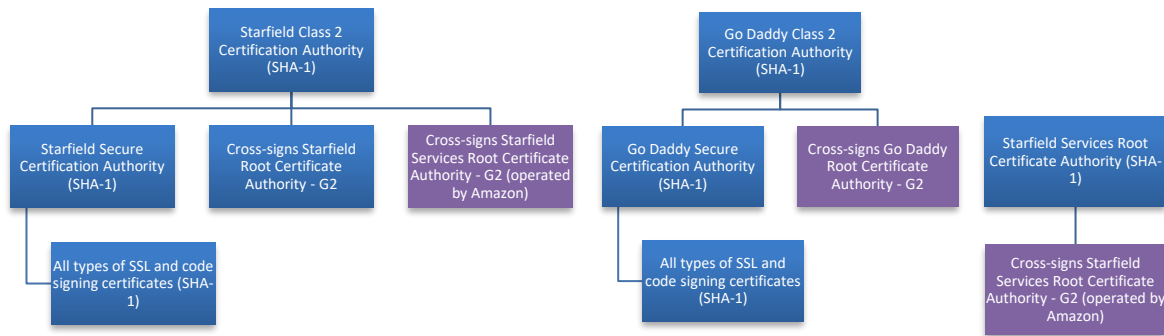 Starfield Class 2
Certification Authority
(SHA-1)
Go Daddy Class 2
Certification Authority
(SHA-1)
Starfield Secure
Certification Authority
(SHA-1)
Cross-signs Starfield
Root Certificate
Authority - G2
Cross-signs Starfield
Services Root Certificate
Authority - G2 (operated
by Amazon)
Go Daddy Secure
Certification Authority
(SHA-1)
Cross-signs Go Daddy
Root Certificate
Authority - G2
Starfield Services Root
Certificate Authority (SHA-
1)
All types of SSL and code
signing certificates (SHA-
1)
All types of SSL and
code signing certificates
(SHA-1)
Cross-signs Starfield
Services Root Certificate
Authority - G2 (operated by
Amazon)